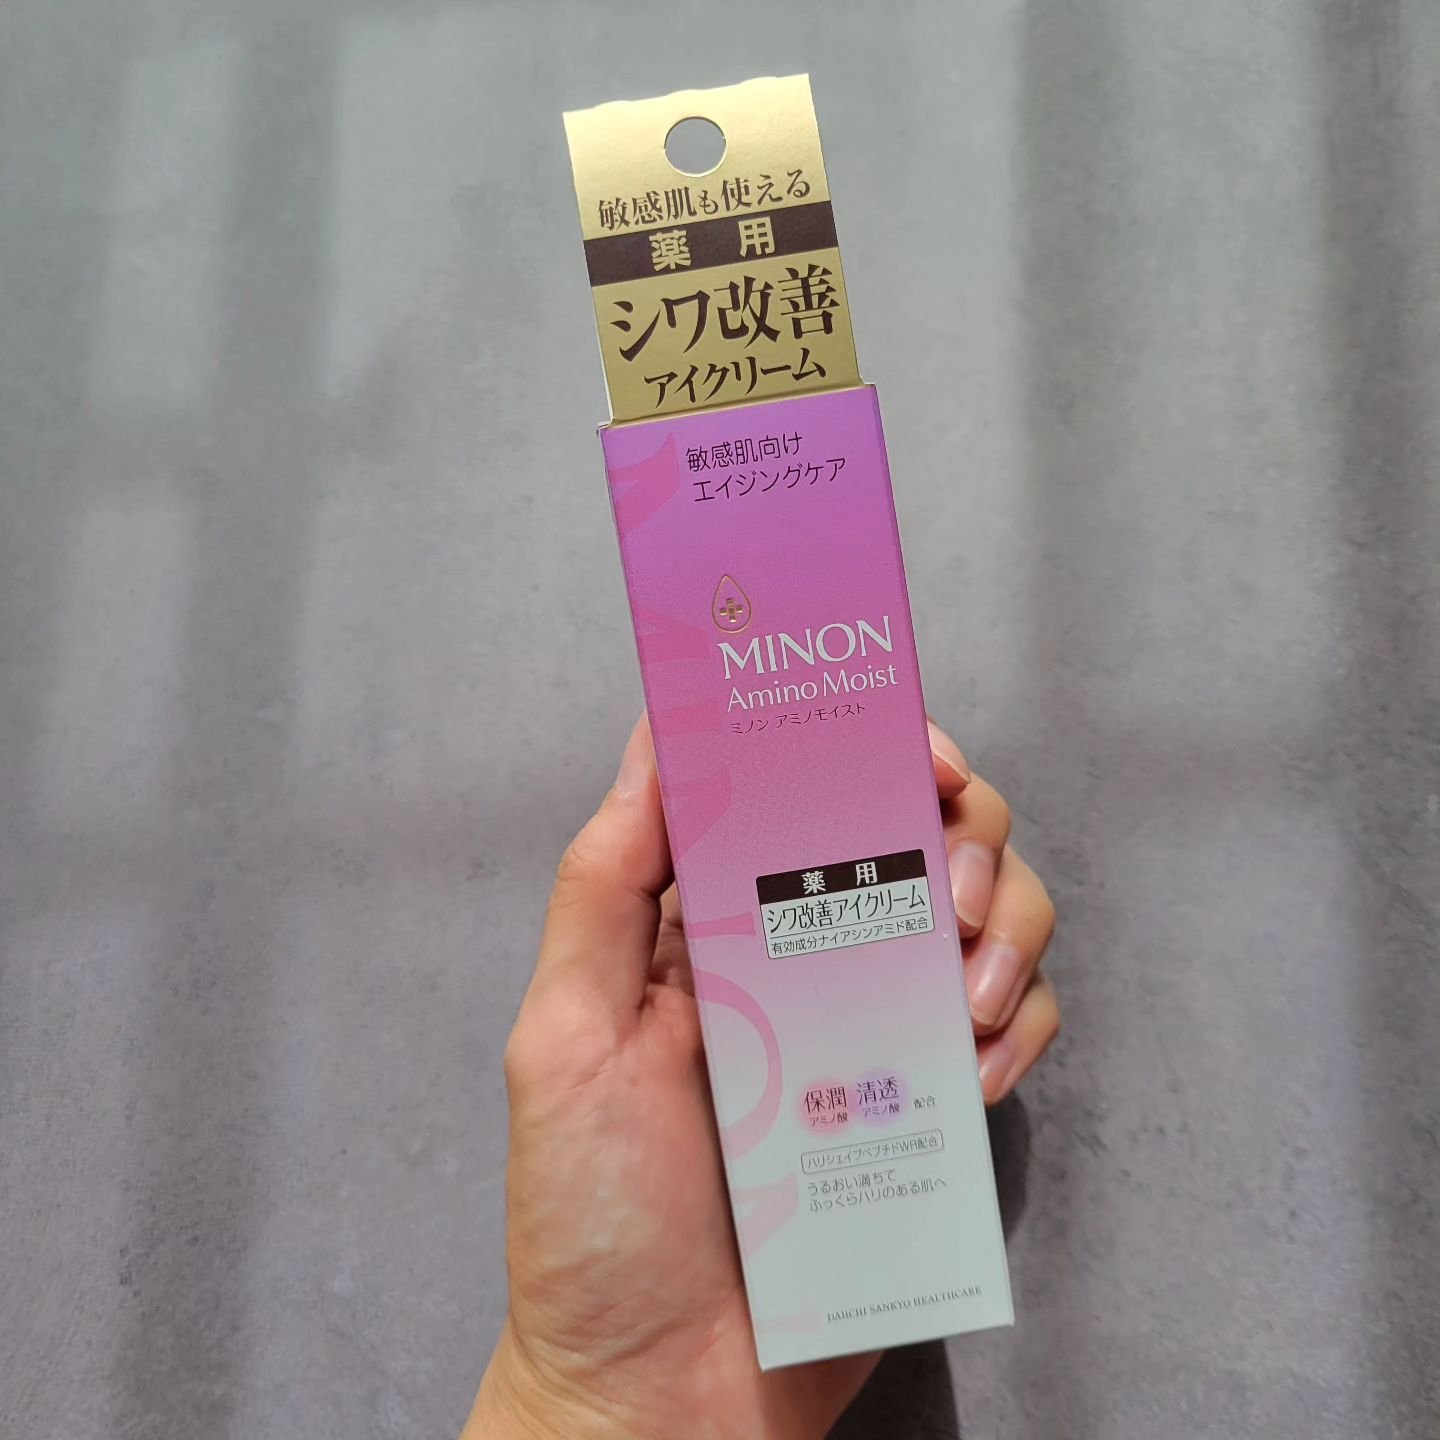 敏感肌も使える
薬用
シワ改善
アイクリーム
敏感肌向け
エイジングケア
MINON
Amino Moist
ミノン アミノモイスト
薬用
シワ改善アイクリーム
有効成分ナイアシンアミド配合
保潤 清透
アミノ酸 アミノ酸 配合
ハリシェイプペプチドWR配合
うるおい満ちて
ふっくらハリのある肌へ
DAIICHI SANKYO HEALTHCARE